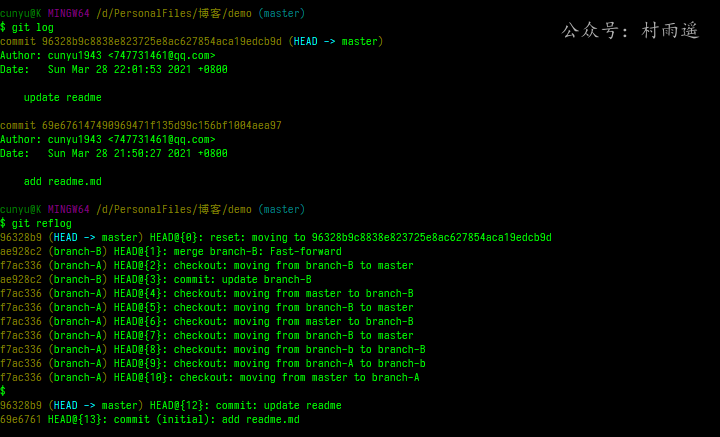 cunyu@K MINGW64 /d/PersonalFiles/博客/demo (master)
$ git log
公众号：村雨遥
commit 96328b9c8838e823725e8ac627854aca19edcb9d (HEAD -> master)
Author: cunyu1943 <747731461@qq.com>
Date:   Sun Mar 28 22:01:53 2021 +0800
update readme
commit 69e676147490969471f135d99c156bf1004aea97
Author: cunyu1943 <747731461@qq.com>
Date:   Sun Mar 28 21:50:27 2021 +0800
add readme.md
cunyu@K MINGW64 /d/PersonalFiles/博客/demo (master)
$ git reflog
96328b9 (HEAD -> master) HEAD@{0}: reset: moving to 96328b9c8838e823725e8ac627854aca19edcb9d
ae928c2 (branch-B) HEAD@{1}: merge branch-B: Fast-forward
f7ac336 (branch-A) HEAD@{2}: checkout: moving from branch-B to master
ae928c2 (branch-B) HEAD@{3}: commit: update branch-B
f7ac336 (branch-A) HEAD@{4}: checkout: moving from master to branch-B
f7ac336 (branch-A) HEAD@{5}: checkout: moving from branch-B to master
f7ac336 (branch-A) HEAD@{6}: checkout: moving from master to branch-B
f7ac336 (branch-A) HEAD@{7}: checkout: moving from branch-B to master
f7ac336 (branch-A) HEAD@{8}: checkout: moving from branch-b to branch-B
f7ac336 (branch-A) HEAD@{9}: checkout: moving from branch-A to branch-b
f7ac336 (branch-A) HEAD@{10}: checkout: moving from master to branch-A
$
96328b9 (HEAD -> master) HEAD@{12}: commit: update readme
69e6761 HEAD@{13}: commit (initial): add readme.md